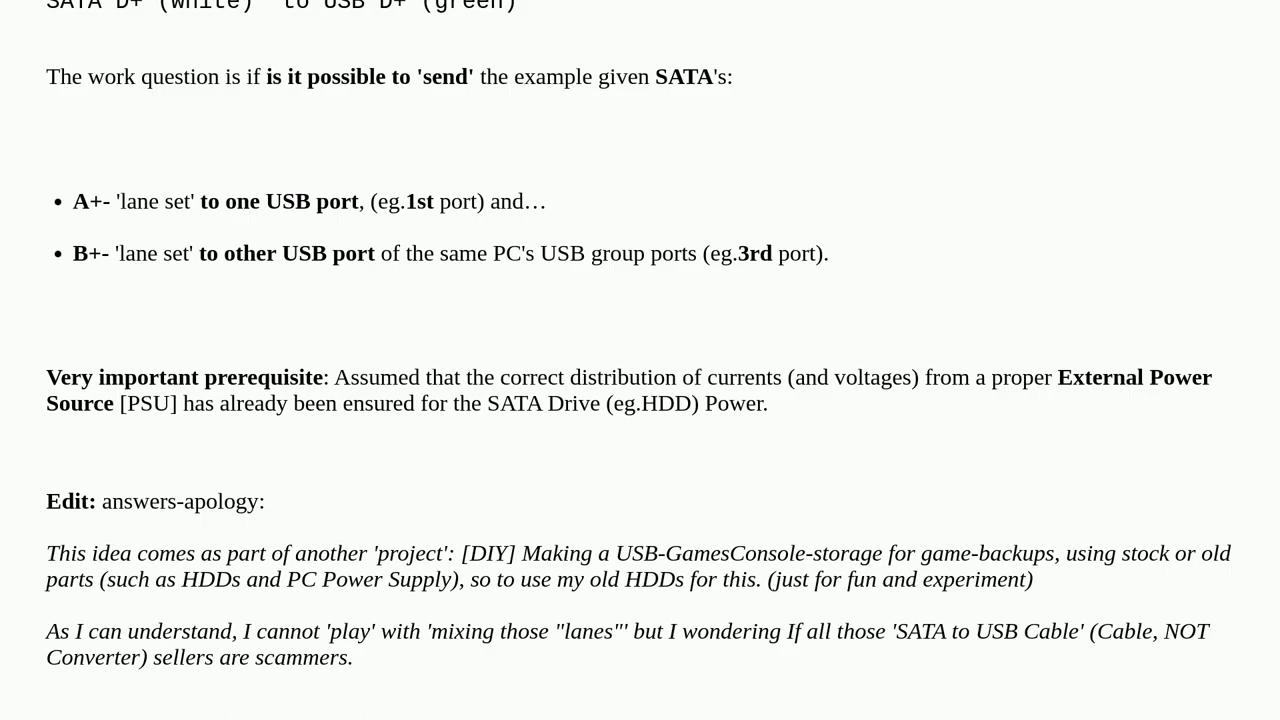 SATA D+ (white)  to USB D+ (green)
The work question is if is it possible to 'send' the example given SATA's:
• A+- 'lane set' to one USB port, (eg.1st port) and…
• B+- 'lane set' to other USB port of the same PC's USB group ports (eg.3rd port).
Very important prerequisite: Assumed that the correct distribution of currents (and voltages) from a proper External Power
Source [PSU] has already been ensured for the SATA Drive (eg.HDD) Power.
Edit: answers-apology:
This idea comes as part of another 'project': [DIY] Making a USB-GamesConsole-storage for game-backups, using stock or old
parts (such as HDDs and PC Power Supply), so to use my old HDDs for this. (just for fun and experiment)
As I can understand, I cannot 'play' with 'mixing those "lanes"' but I wondering If all those 'SATA to USB Cable' (Cable, NOT
Converter) sellers are scammers.